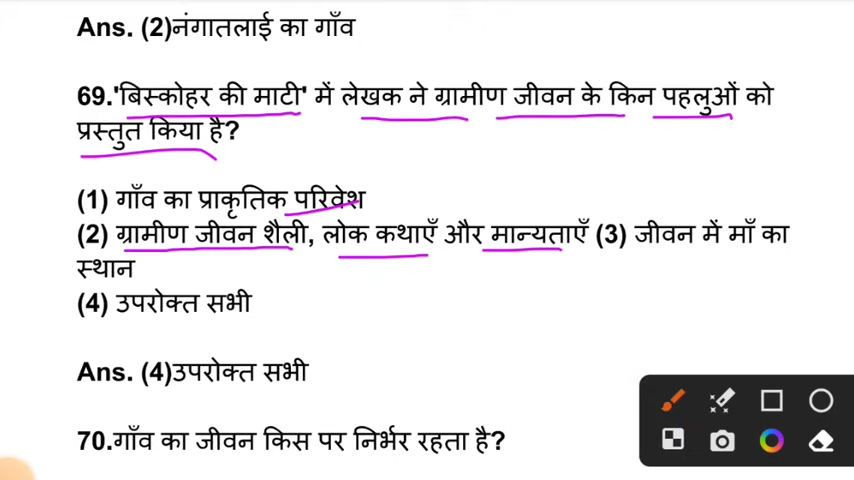 Ans. (2)नंगातलाई का गाँव
69.'बिस्कोहर की माटी' में लेखक ने ग्रामीण जीवन के किन पहलुओं को
प्रस्तुत किया है?
(1) गाँव का प्राकृतिक परिवेश
(2) ग्रामीण जीवन शैली, लोक कथाएँ और मान्यताएँ (3) जीवन में माँ का
स्थान
(4) उपरोक्त सभी
Ans. (4)उपरोक्त सभी
70.गाँव का जीवन किस पर निर्भर रहता है?